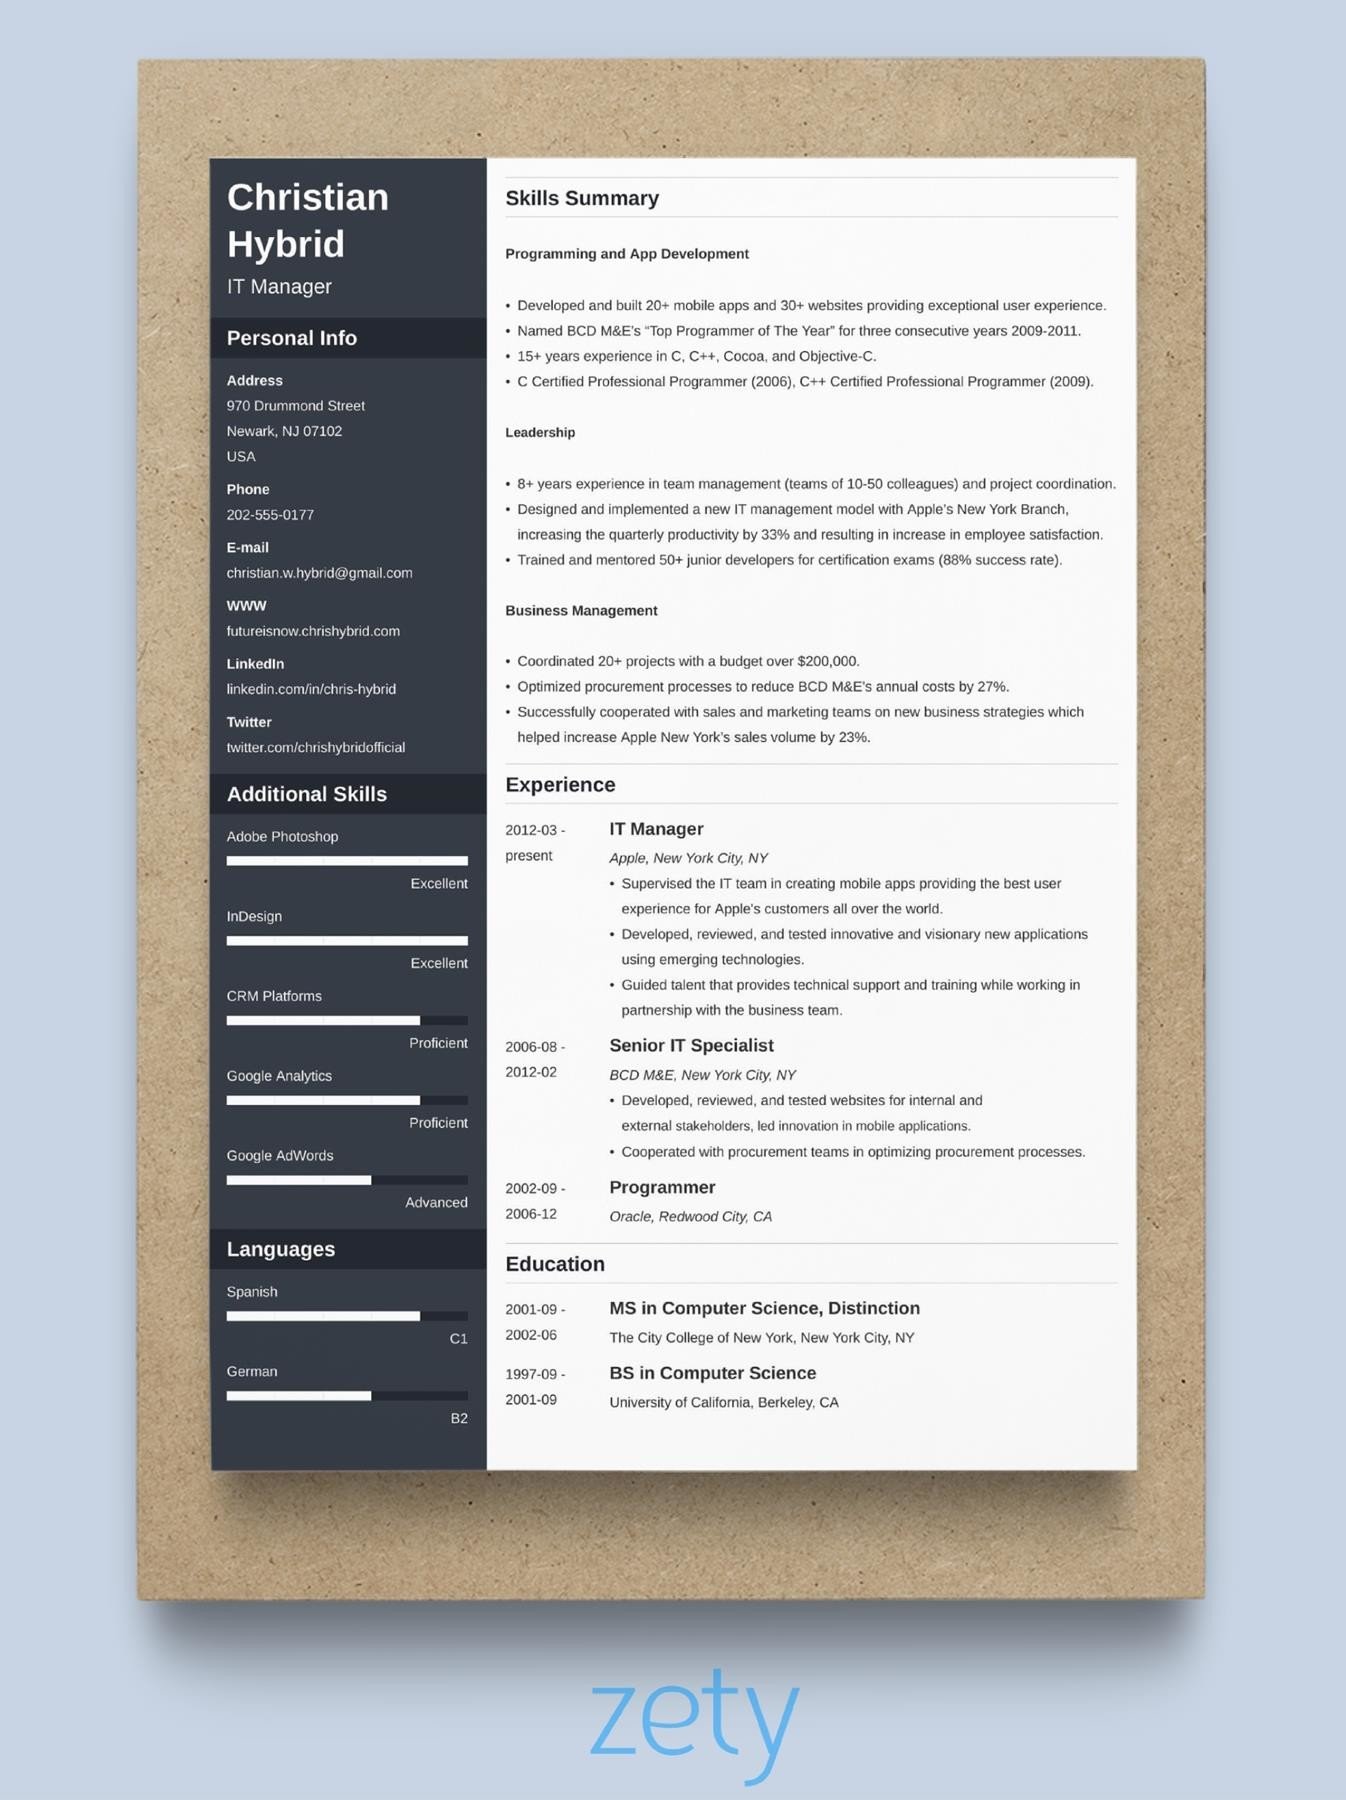 Christian
Hybrid
IT Manager
Personal Info
Address
970 Drummond Street
Newark, NJ 07102
USA
Phone
202-555-0177
E-mail
christian.w.hybrid@gmail.com
WWW
futureisnow.chrishybrid.com
LinkedIn
linkedin.com/in/chris-hybrid
Twitter
twitter.com/chrishybridofficial
Additional Skills
Adobe Photoshop
Excellent
InDesign
Excellent
CRM Platforms
Proficient
Google Analytics
Proficient
Google AdWords
Advanced
Languages
Spanish
C1
German
B2
Skills Summary
Programming and App Development
• Developed and built 20+ mobile apps and 30+ websites providing exceptional user experience.
• Named BCD M&E’s “Top Programmer of The Year” for three consecutive years 2009-2011.
• 15+ years experience in C, C++, Cocoa, and Objective-C.
• C Certified Professional Programmer (2006), C++ Certified Professional Programmer (2009).
Leadership
• 8+ years experience in team management (teams of 10-50 colleagues) and project coordination.
• Designed and implemented a new IT management model with Apple’s New York Branch,
increasing the quarterly productivity by 33% and resulting in increase in employee satisfaction.
• Trained and mentored 50+ junior developers for certification exams (88% success rate).
Business Management
• Coordinated 20+ projects with a budget over $200,000.
• Optimized procurement processes to reduce BCD M&E’s annual costs by 27%.
• Successfully cooperated with sales and marketing teams on new business strategies which
helped increase Apple New York’s sales volume by 23%.
Experience
2012-03 -
present
IT Manager
Apple, New York City, NY
• Supervised the IT team in creating mobile apps providing the best user
experience for Apple’s customers all over the world.
• Developed, reviewed, and tested innovative and visionary new applications
using emerging technologies.
• Guided talent that provides technical support and training while working in
partnership with the business team.
2006-08 -
2012-02
Senior IT Specialist
BCD M&E, New York City, NY
• Developed, reviewed, and tested websites for internal and
external stakeholders, led innovation in mobile applications.
• Cooperated with procurement teams in optimizing procurement processes.
2002-09 -
2006-12
Programmer
Oracle, Redwood City, CA
Education
2001-09 -
2002-06
MS in Computer Science, Distinction
The City College of New York, New York City, NY
1997-09 -
2001-09
BS in Computer Science
University of California, Berkeley, CA
zety